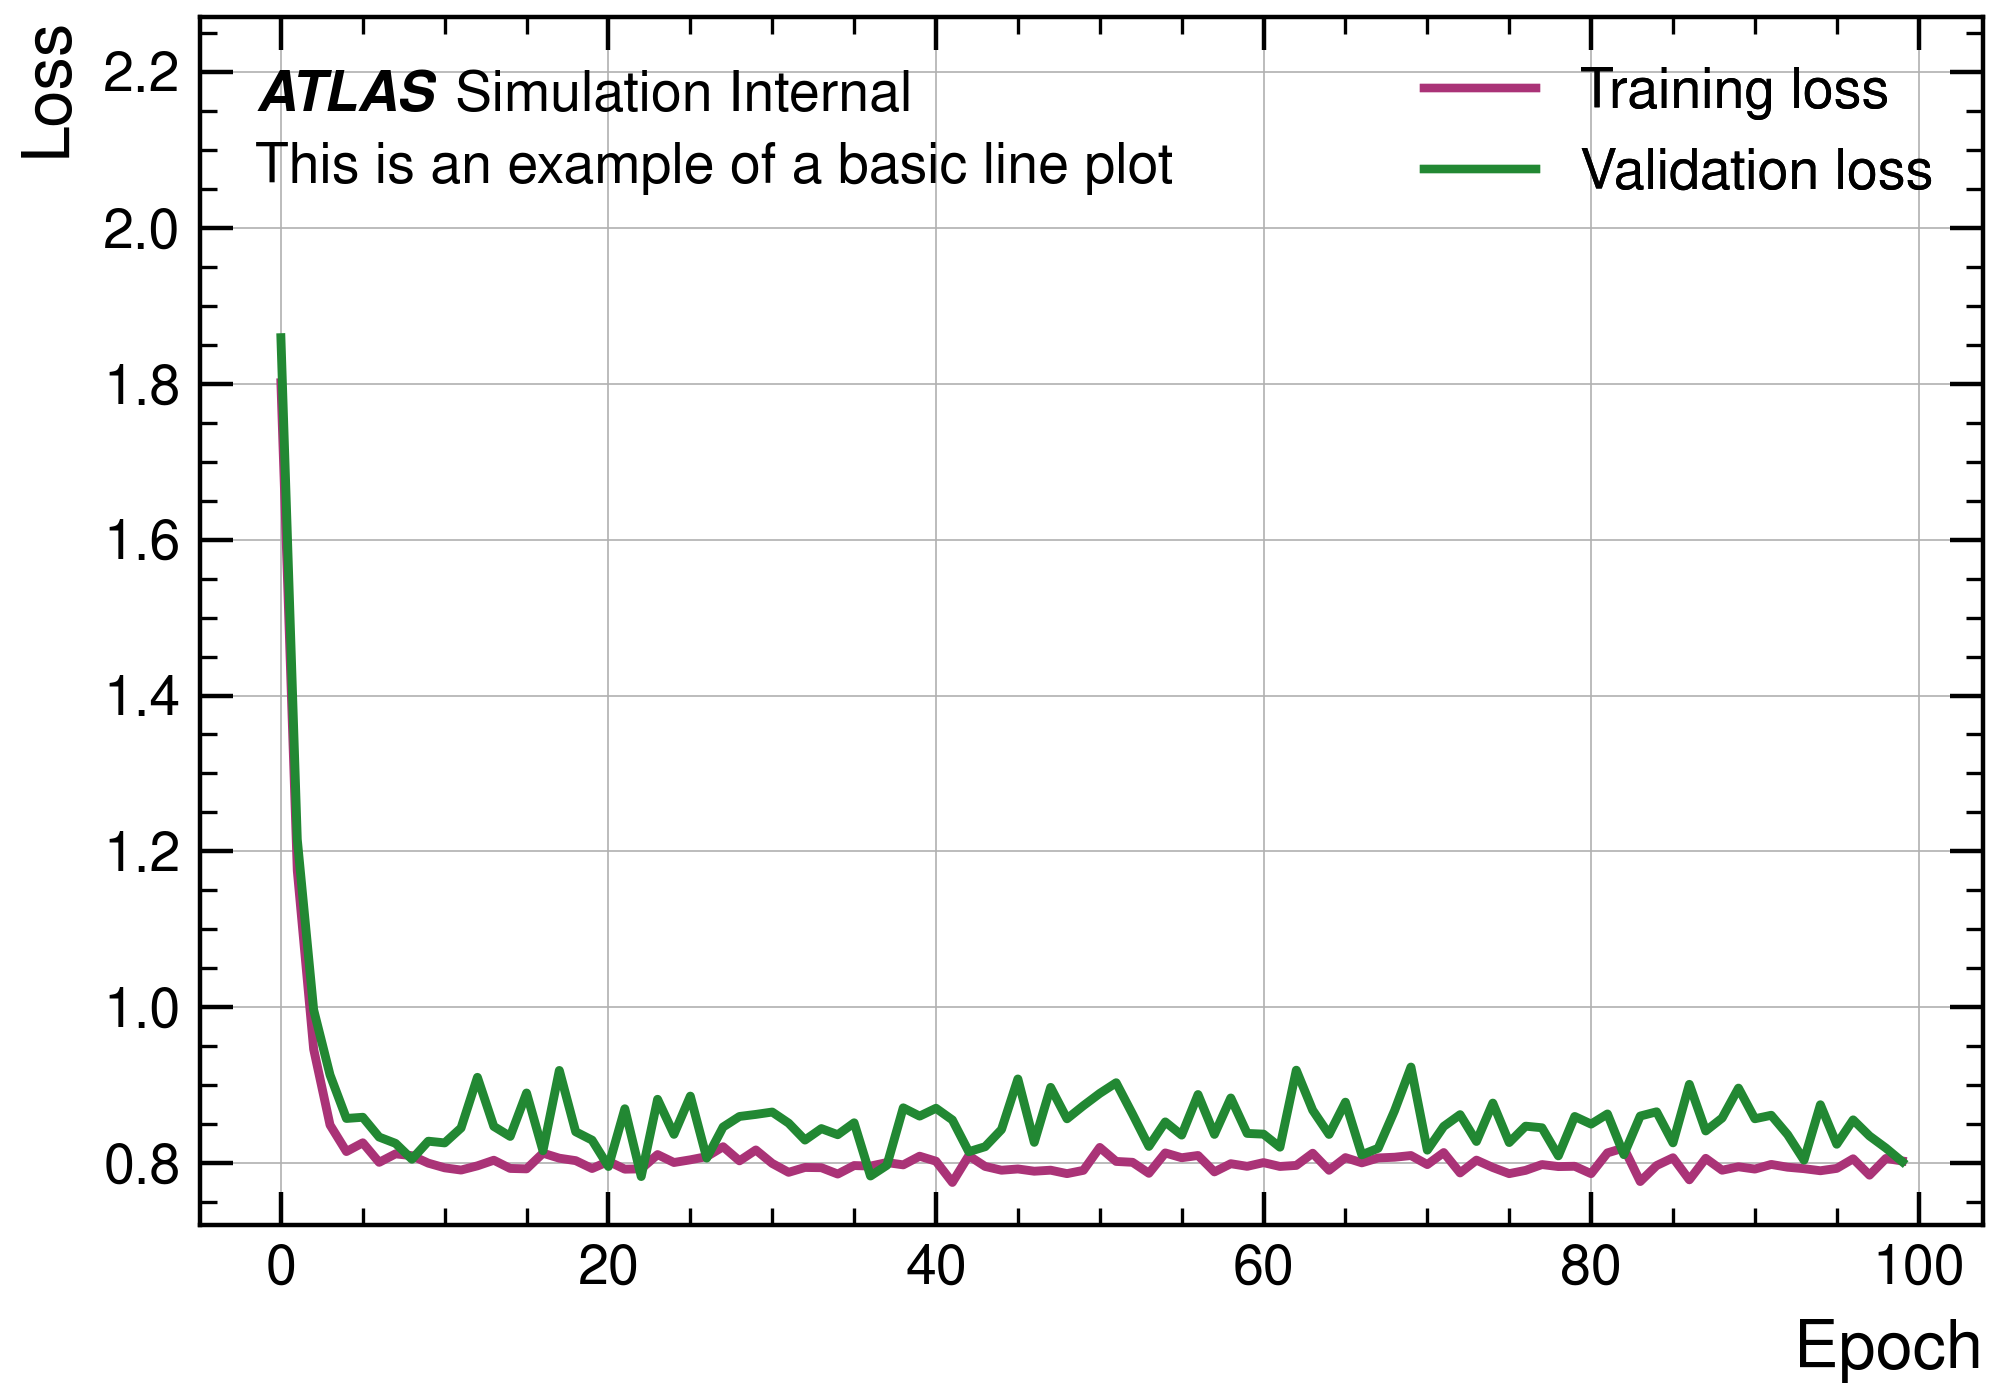 ATLAS Simulation Internal
This is an example of a basic line plot
Training loss
Validation loss
Loss
2.2
2.0
1.8
1.6
1.4
1.2
1.0
0.8
0 20 40 60 80 100
Epoch